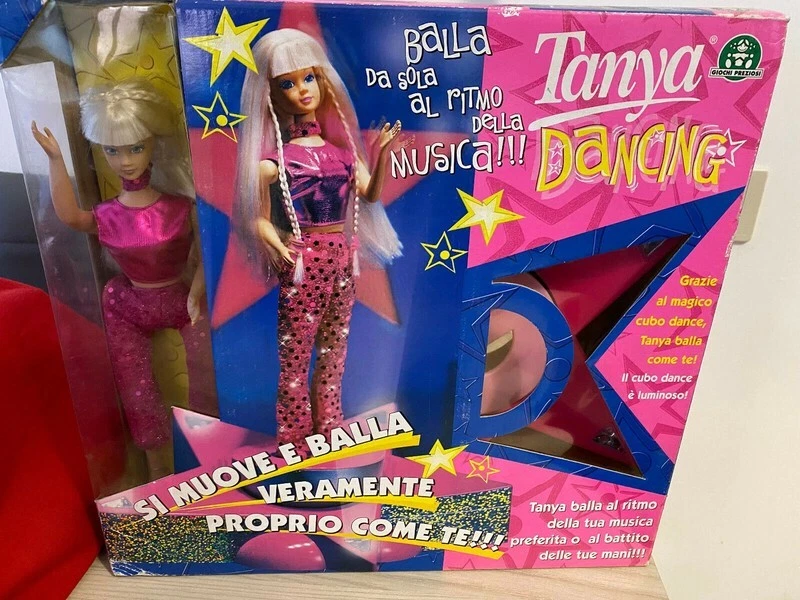 BALLA
DA SOLA
AL RITMO
DELLA
MUSICA!!!
Tanya®
GIOCHI PREZIOSI
DANCING
Grazie
al magico
cubo dance,
Tanya balla
come te!
Il cubo dance
è luminoso!
SI MUOVE E BALLA
VERAMENTE
PROPRIO COME TE!!!
Tanya balla al ritmo
della tua musica
preferita o al battito
delle tue mani!!!